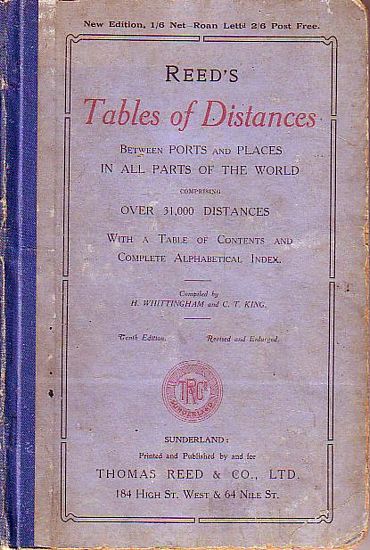 New Edition, 1/6 Net Roan Lettd 2/6 Post Free.
REED'S
Tables of Distances
BETWEEN PORTS AND PLACES
IN ALL PARTS OF THE WORLD
COMPRISING
OVER 31,000 DISTANCES
WITH A TABLE OF CONTENTS AND
COMPLETE ALPHABETICAL INDEX.
Compiled by
H. WHITTINGHAM and C. T. KING.
Tenth Edition. Revised and Enlarged.
TRCo
SUNDERLAND
SUNDERLAND:
Printed and Published by and for
THOMAS REED & CO., LTD.
184 HIGH ST. WEST & 64 NILE ST.